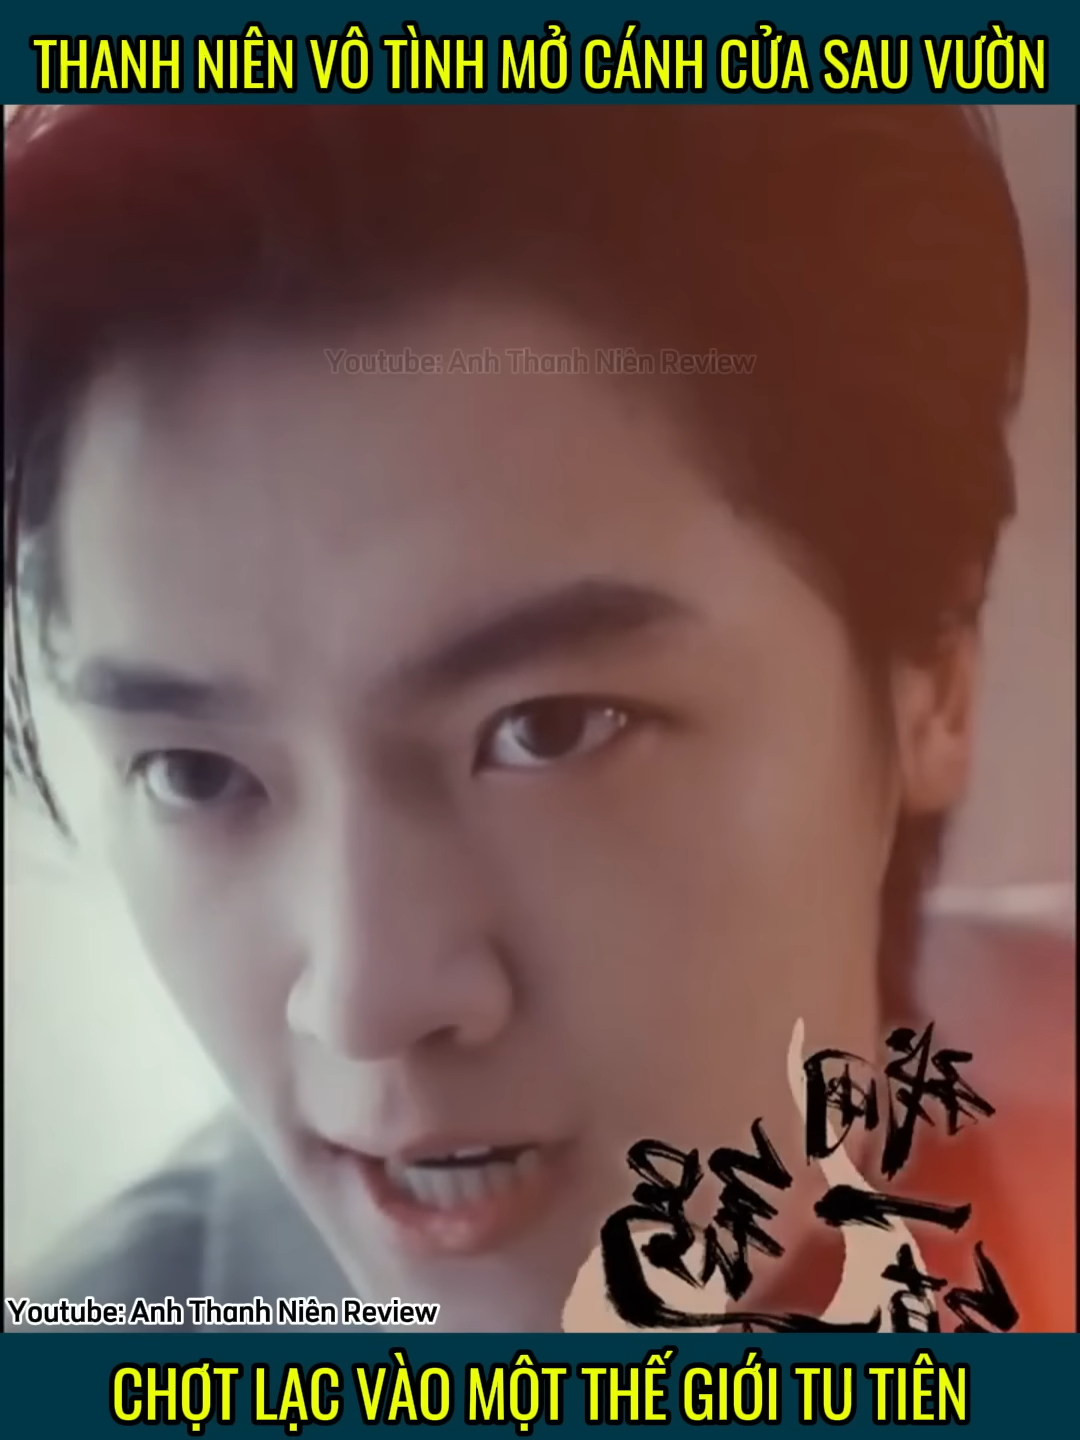 THANH NIÊN VÔ TÌNH MỞ CÁNH CỬA SAU VƯỜN
Youtube: Anh Thanh Niên Review
Youtube: Anh Thanh Niên Review
CHỢT LẠC VÀO MỘT THẾ GIỚI TU TIÊN